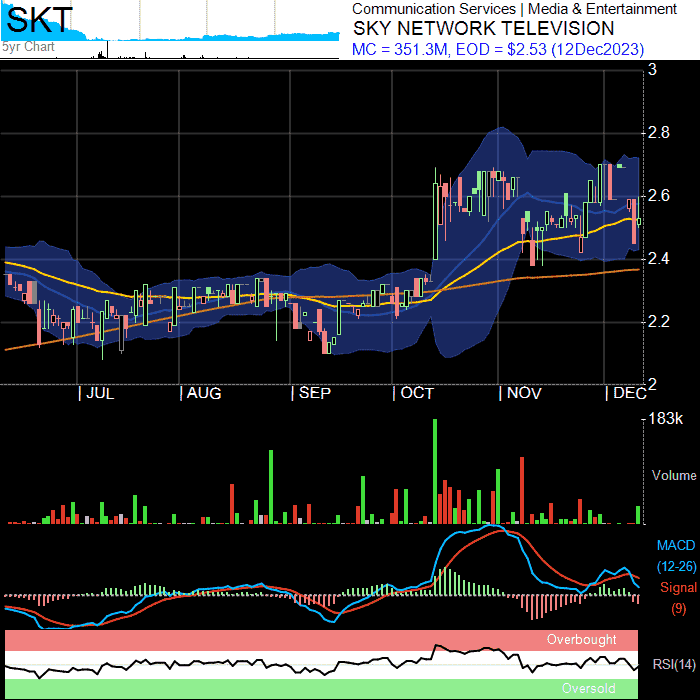 SKT
5yr Chart
Communication Services | Media & Entertainment
SKY NETWORK TELEVISION
MC = 351.3M, EOD = $2.53 (12Dec2023)
3
2.8
2.6
2.4
2.2
2
| JUL | AUG | SEP | OCT | NOV | DEC
183k
Volume
MACD
(12-26)
Signal
(9)
Overbought
RSI(14)
Oversold